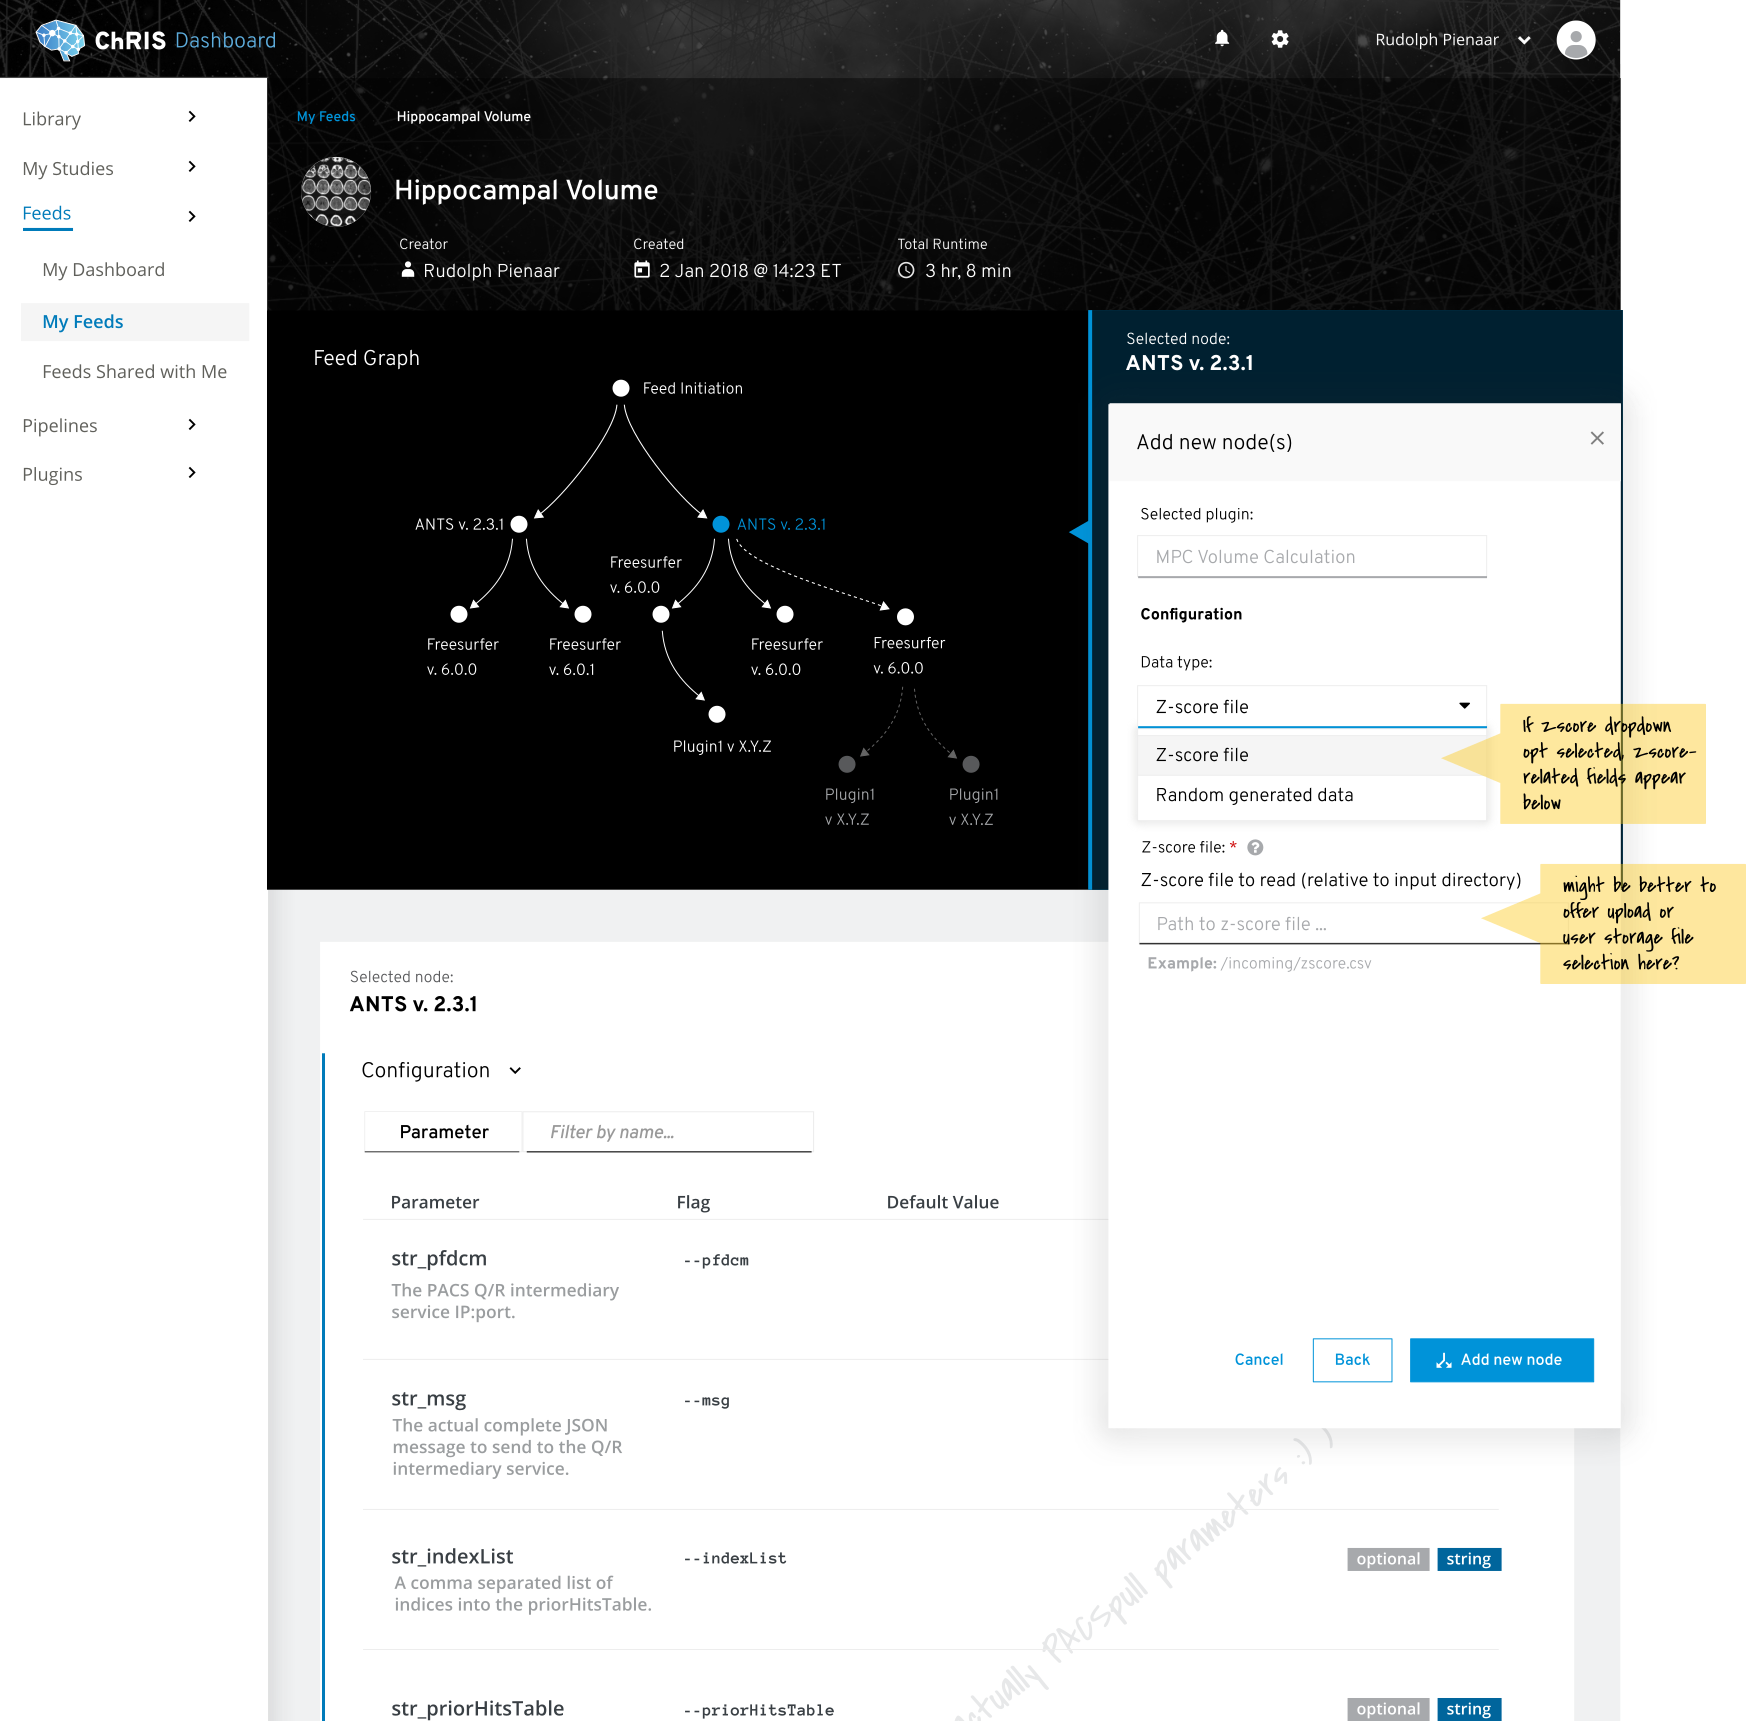 ChRIS Dashboard
Rudolph Pienaar
Library
My Studies
Feeds
My Dashboard
My Feeds
Feeds Shared with Me
Pipelines
Plugins
My Feeds
Hippocampal Volume
Hippocampal Volume
Creator
Rudolph Pienaar
Created
2 Jan 2018 @ 14:23 ET
Total Runtime
3 hr, 8 min
Feed Graph
Feed Initiation
ANTS v. 2.3.1
ANTS v. 2.3.1
Freesurfer
v. 6.0.0
Freesurfer
v. 6.0.0
Freesurfer
v. 6.0.1
Freesurfer
v. 6.0.0
Freesurfer
v. 6.0.0
Plugin1 v X.Y.Z
Plugin1
v X.Y.Z
Plugin1
v X.Y.Z
Selected node:
ANTS v. 2.3.1
Add new node(s)
Selected plugin:
MPC Volume Calculation
Configuration
Data type:
Z-score file
Z-score file
Random generated data
If z-score dropdown
opt selected, z-score-
related fields appear
below
Z-score file: *
Z-score file to read (relative to input directory)
Path to z-score file ...
Example: /incoming/zscore.csv
might be better to
offer upload or
user storage file
selection here?
Cancel
Back
Add new node
Selected node:
ANTS v. 2.3.1
Configuration
Parameter
Filter by name...
Parameter
Flag
Default Value
str_pfdcm
--pfdcm
The PACS Q/R intermediary
service IP:port.
str_msg
--msg
The actual complete JSON
message to send to the Q/R
intermediary service.
str_indexList
--indexList
optional
string
A comma separated list of
indices into the priorHitsTable.
str_priorHitsTable
--priorHitsTable
optional
string
PACSpull parameters :) )